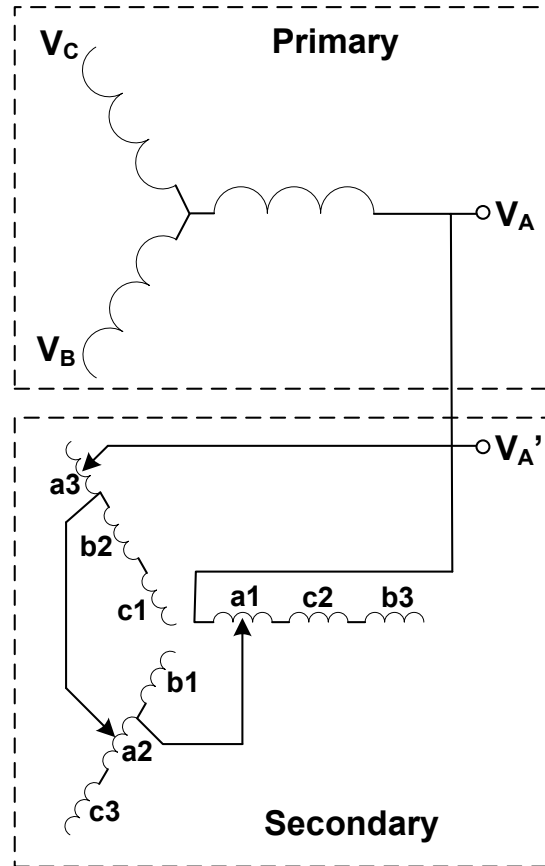 Primary
V_C
V_A
V_B
V_A'
a3
b2
c1
a1 c2 b3
b1
a2
c3
Secondary